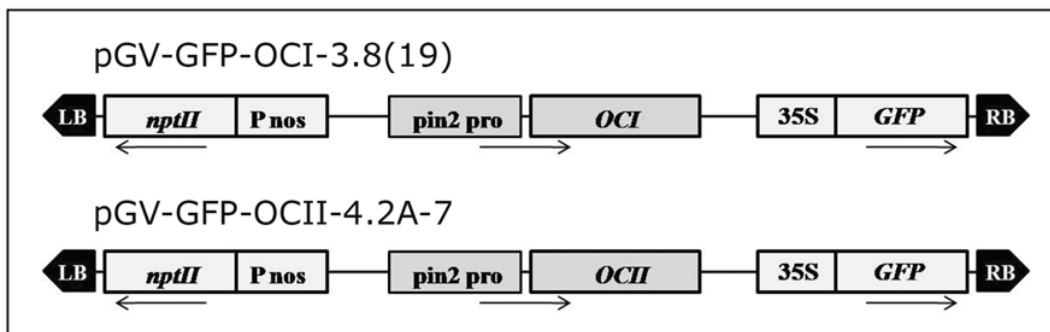 pGV-GFP-OCI-3.8(19)
LB nptII P nos pin2 pro OCI 35S GFP RB
pGV-GFP-OCII-4.2A-7
LB nptII P nos pin2 pro OCII 35S GFP RB